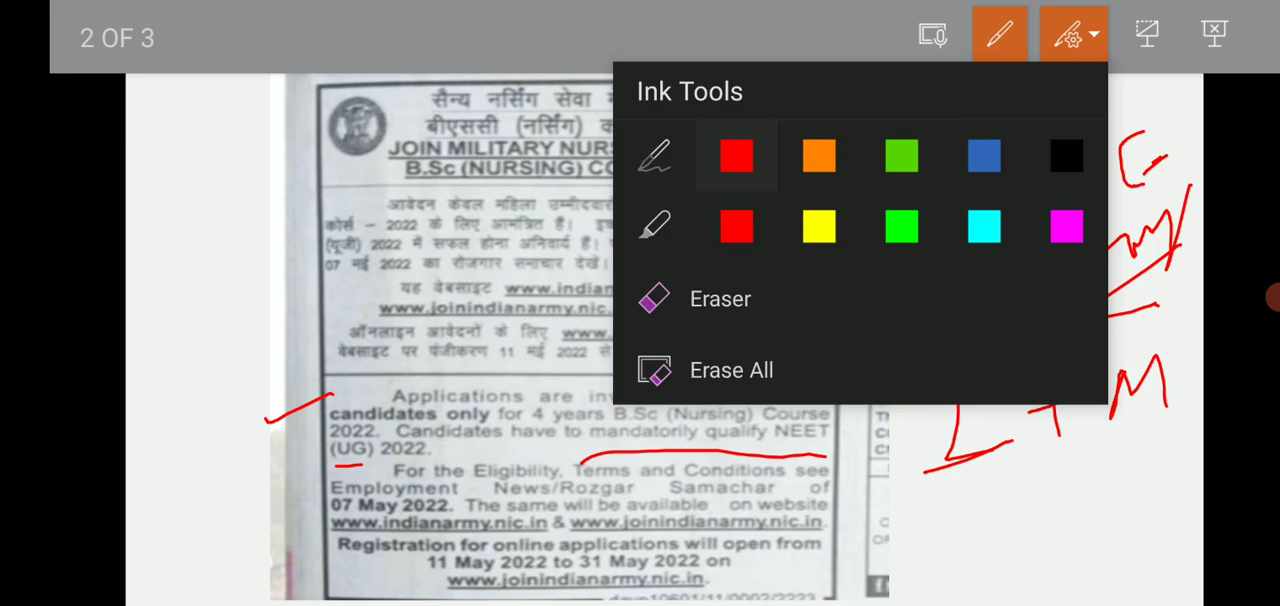 2 OF 3
Ink Tools
Eraser
Erase All
सैन्य नर्सिंग सेवा
बीएससी (नर्सिंग)
JOIN MILITARY
B.Sc (NURSING)
आवेदन केवल महिला
कोर्स – 2022 के लिए आमंत्रित हैं।
(यूजी) 2022 में सफल होना अनिवार्य है।
07 मई 2022 का रोजगार समाचार देखें।
यह वेबसाइट www.indian
www.joinindianarmy.nic.
ऑनलाइन आवेदनों के लिए www.
वेबसाइट पर पंजीकरण 11 मई 2022 से
Applications are inv
candidates only for 4 years B.Sc (Nursing) Course
2022. Candidates have to mandatorily qualify NEET
(UG) 2022.
For the Eligibility, Terms and Conditions see
Employment News/Rozgar Samachar of
07 May 2022. The same will be available on website
www.indianarmy.nic.in & www.joinindianarmy.nic.in.
Registration for online applications will open from
11 May 2022 to 31 May 2022 on
www.joinindianarmy.nic.in.